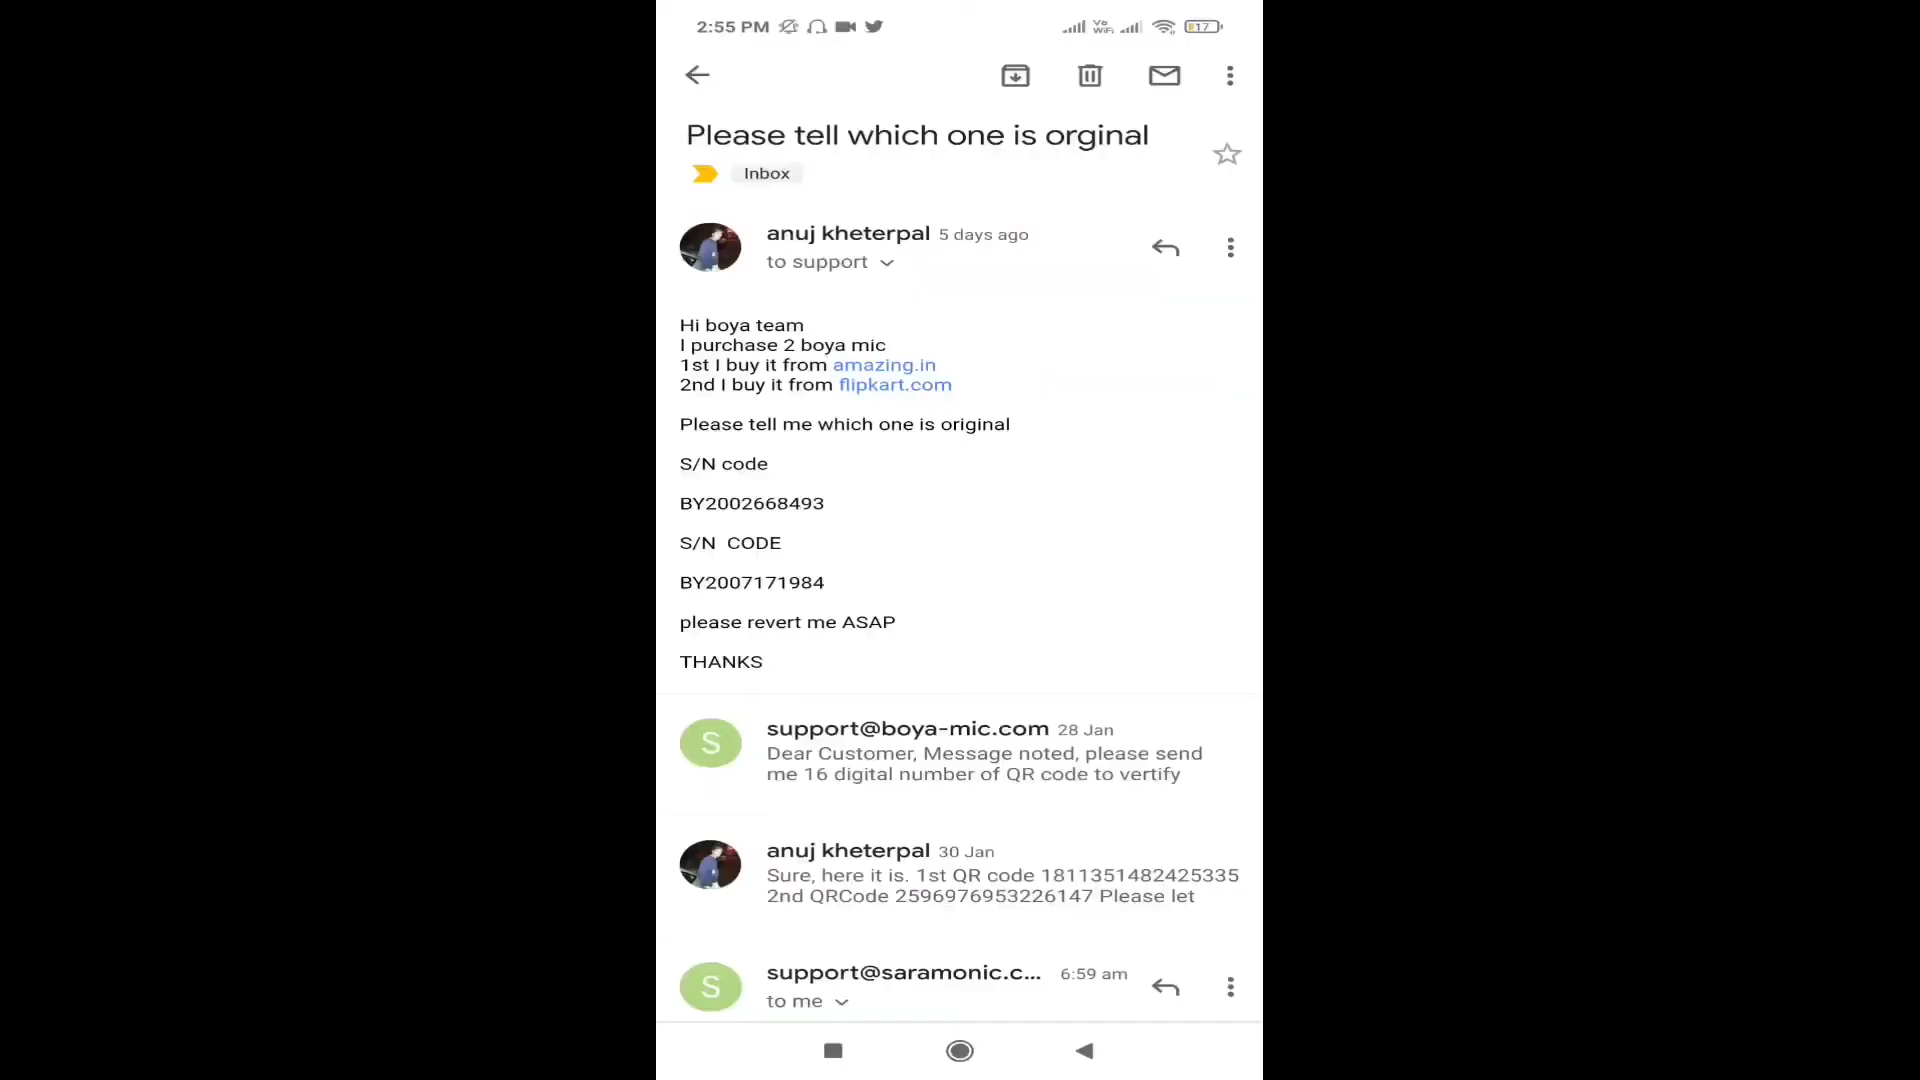 2:55 PM
Vo WiFi
17
Please tell which one is orginal
Inbox
anuj kheterpal 5 days ago
to support
Hi boya team
I purchase 2 boya mic
1st I buy it from amazing.in
2nd I buy it from flipkart.com
Please tell me which one is original
S/N code
BY2002668493
S/N CODE
BY2007171984
please revert me ASAP
THANKS
S
support@boya-mic.com 28 Jan
Dear Customer, Message noted, please send
me 16 digital number of QR code to vertify
anuj kheterpal 30 Jan
Sure, here it is. 1st QR code 1811351482425335
2nd QRCode 2596976953226147 Please let
S
support@saramonic.c... 6:59 am
to me